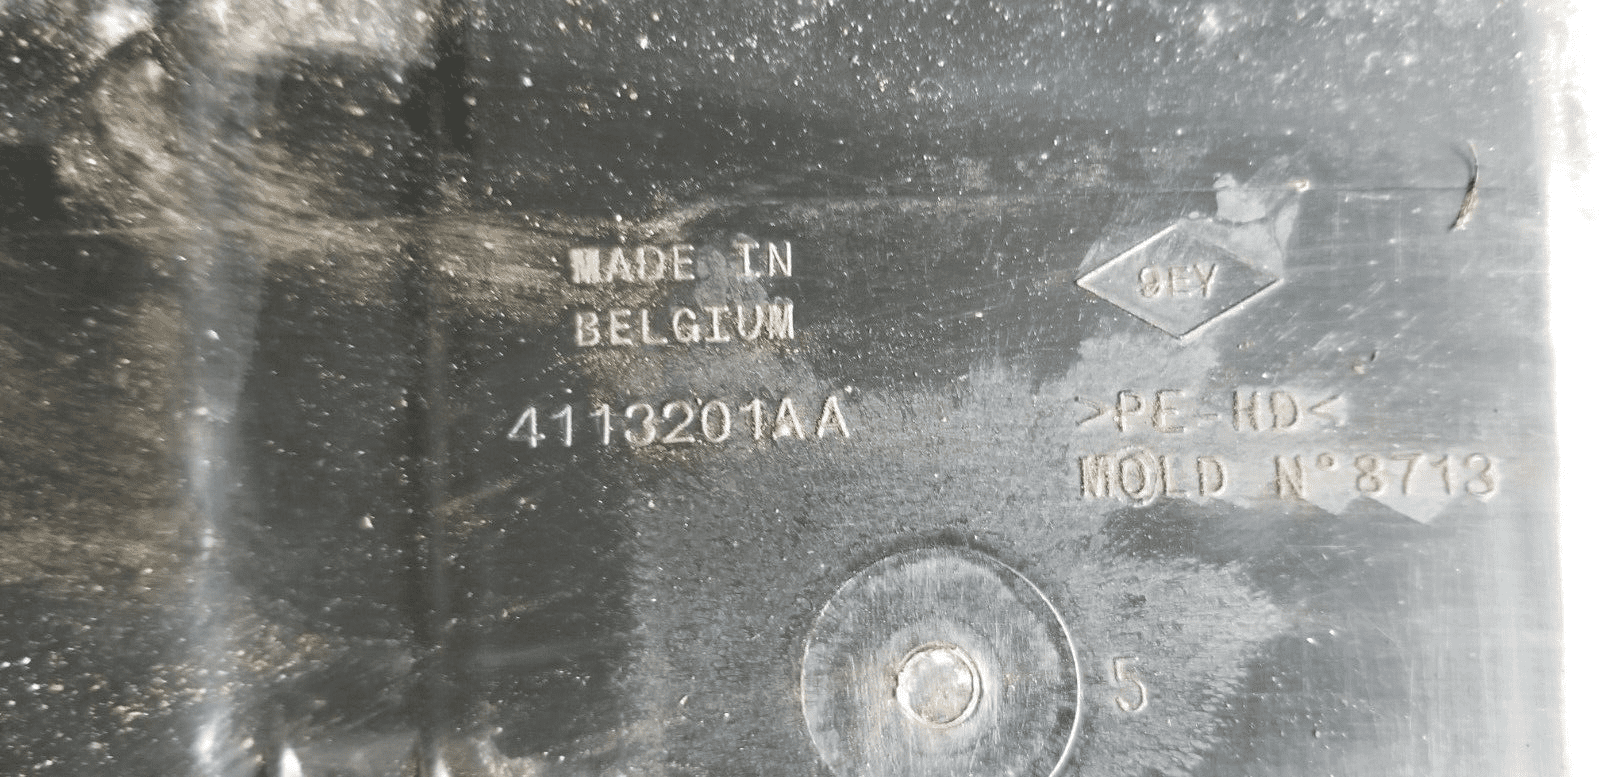 MADE IN
BELGIUM
4113201AA
9EY
>PE-HD<
MOLD N°8713
5